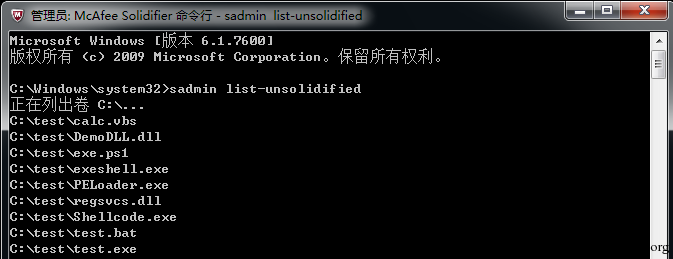 管理员: McAfee Solidifier 命令行 - sadmin list-unsolidified
Microsoft Windows [版本 6.1.7600]
版权所有 (c) 2009 Microsoft Corporation。保留所有权利。
C:\Windows\system32>sadmin list-unsolidified
正在列出卷 C:\...
C:\test\calc.vbs
C:\test\DemoDLL.dll
C:\test\exe.ps1
C:\test\exeshell.exe
C:\test\PELoader.exe
C:\test\regsvcs.dll
C:\test\Shellcode.exe
C:\test\test.bat
C:\test\test.exe
org